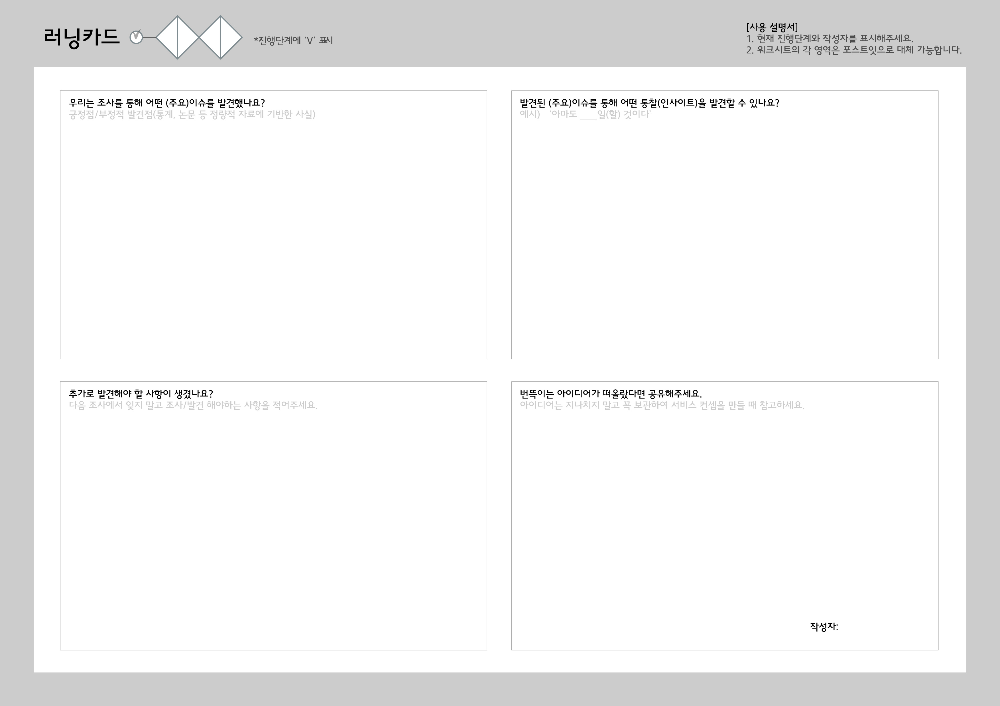 러닝카드
*진행단계에 ‘V’ 표시
[사용 설명서]
1. 현재 진행단계와 작성자를 표시해주세요.
2. 워크시트의 각 영역은 포스트잇으로 대체 가능합니다.
우리는 조사를 통해 어떤 (주요)이슈를 발견했나요?
긍정점/부정적 발견점(통계, 논문 등 정량적 자료에 기반한 사실)
발견된 (주요)이슈를 통해 어떤 통찰(인사이트)을 발견할 수 있나요?
예시) ‘아마도 ____일(할) 것이다’
추가로 발견해야 할 사항이 생겼나요?
다음 조사에서 잊지 말고 조사/발견 해야하는 사항을 적어주세요.
번뜩이는 아이디어가 떠올랐다면 공유해주세요.
아이디어는 지나치지 말고 꼭 보관하여 서비스 컨셉을 만들 때 참고하세요.
작성자: